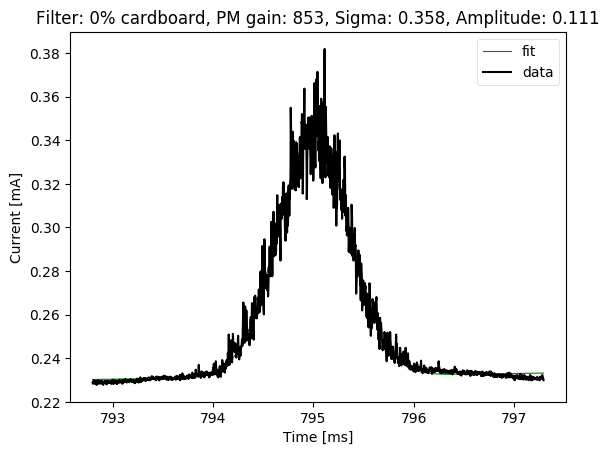 Filter: 0% cardboard, PM gain: 853, Sigma: 0.358, Amplitude: 0.111
fit
data
0.38
0.36
0.34
0.32
0.30
0.28
0.26
0.24
0.22
Current [mA]
793 794 795 796 797
Time [ms]